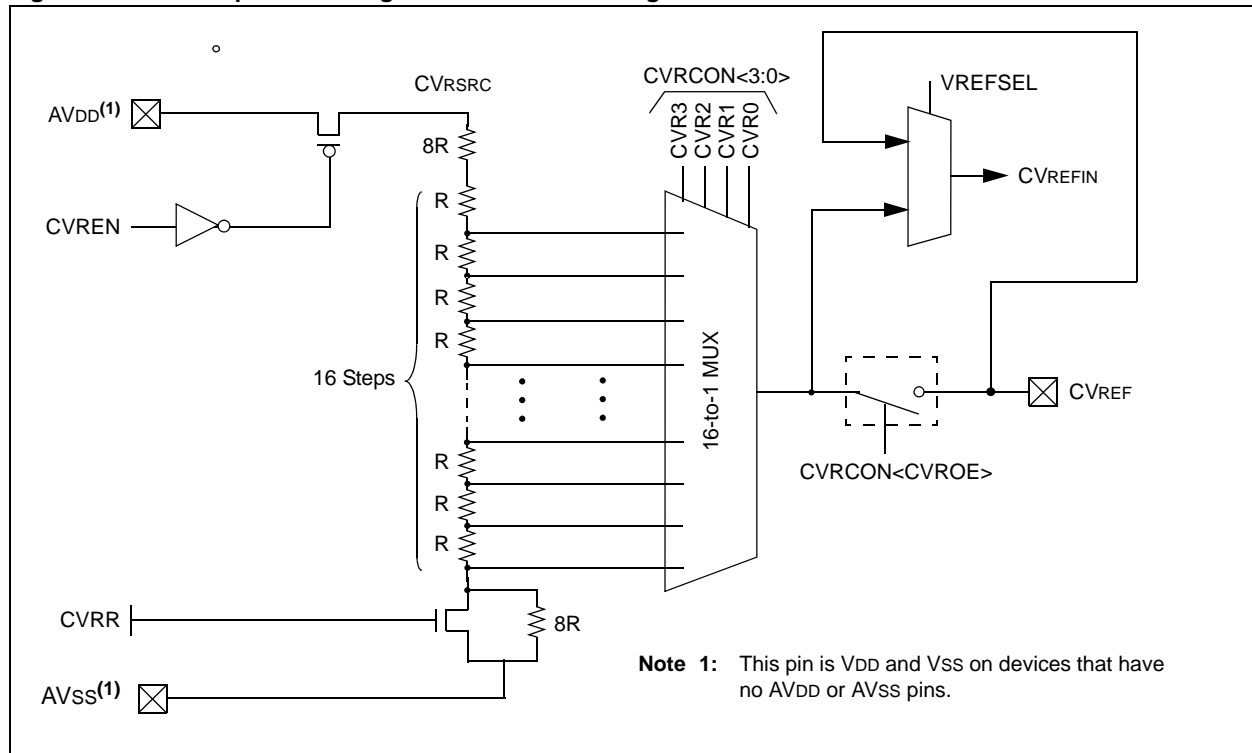 CVRCON<3:0>
VREFSEL
CVRSRC
AVDD(1)
CVR3
CVR2
CVR1
CVR0
8R
CVREFIN
R
CVREN
R
R
R
16 Steps
16-to-1 MUX
CVREF
R
CVRCON<CVROE>
R
R
CVRR
8R
Note 1: This pin is VDD and VSS on devices that have
no AVDD or AVSS pins.
AVSS(1)